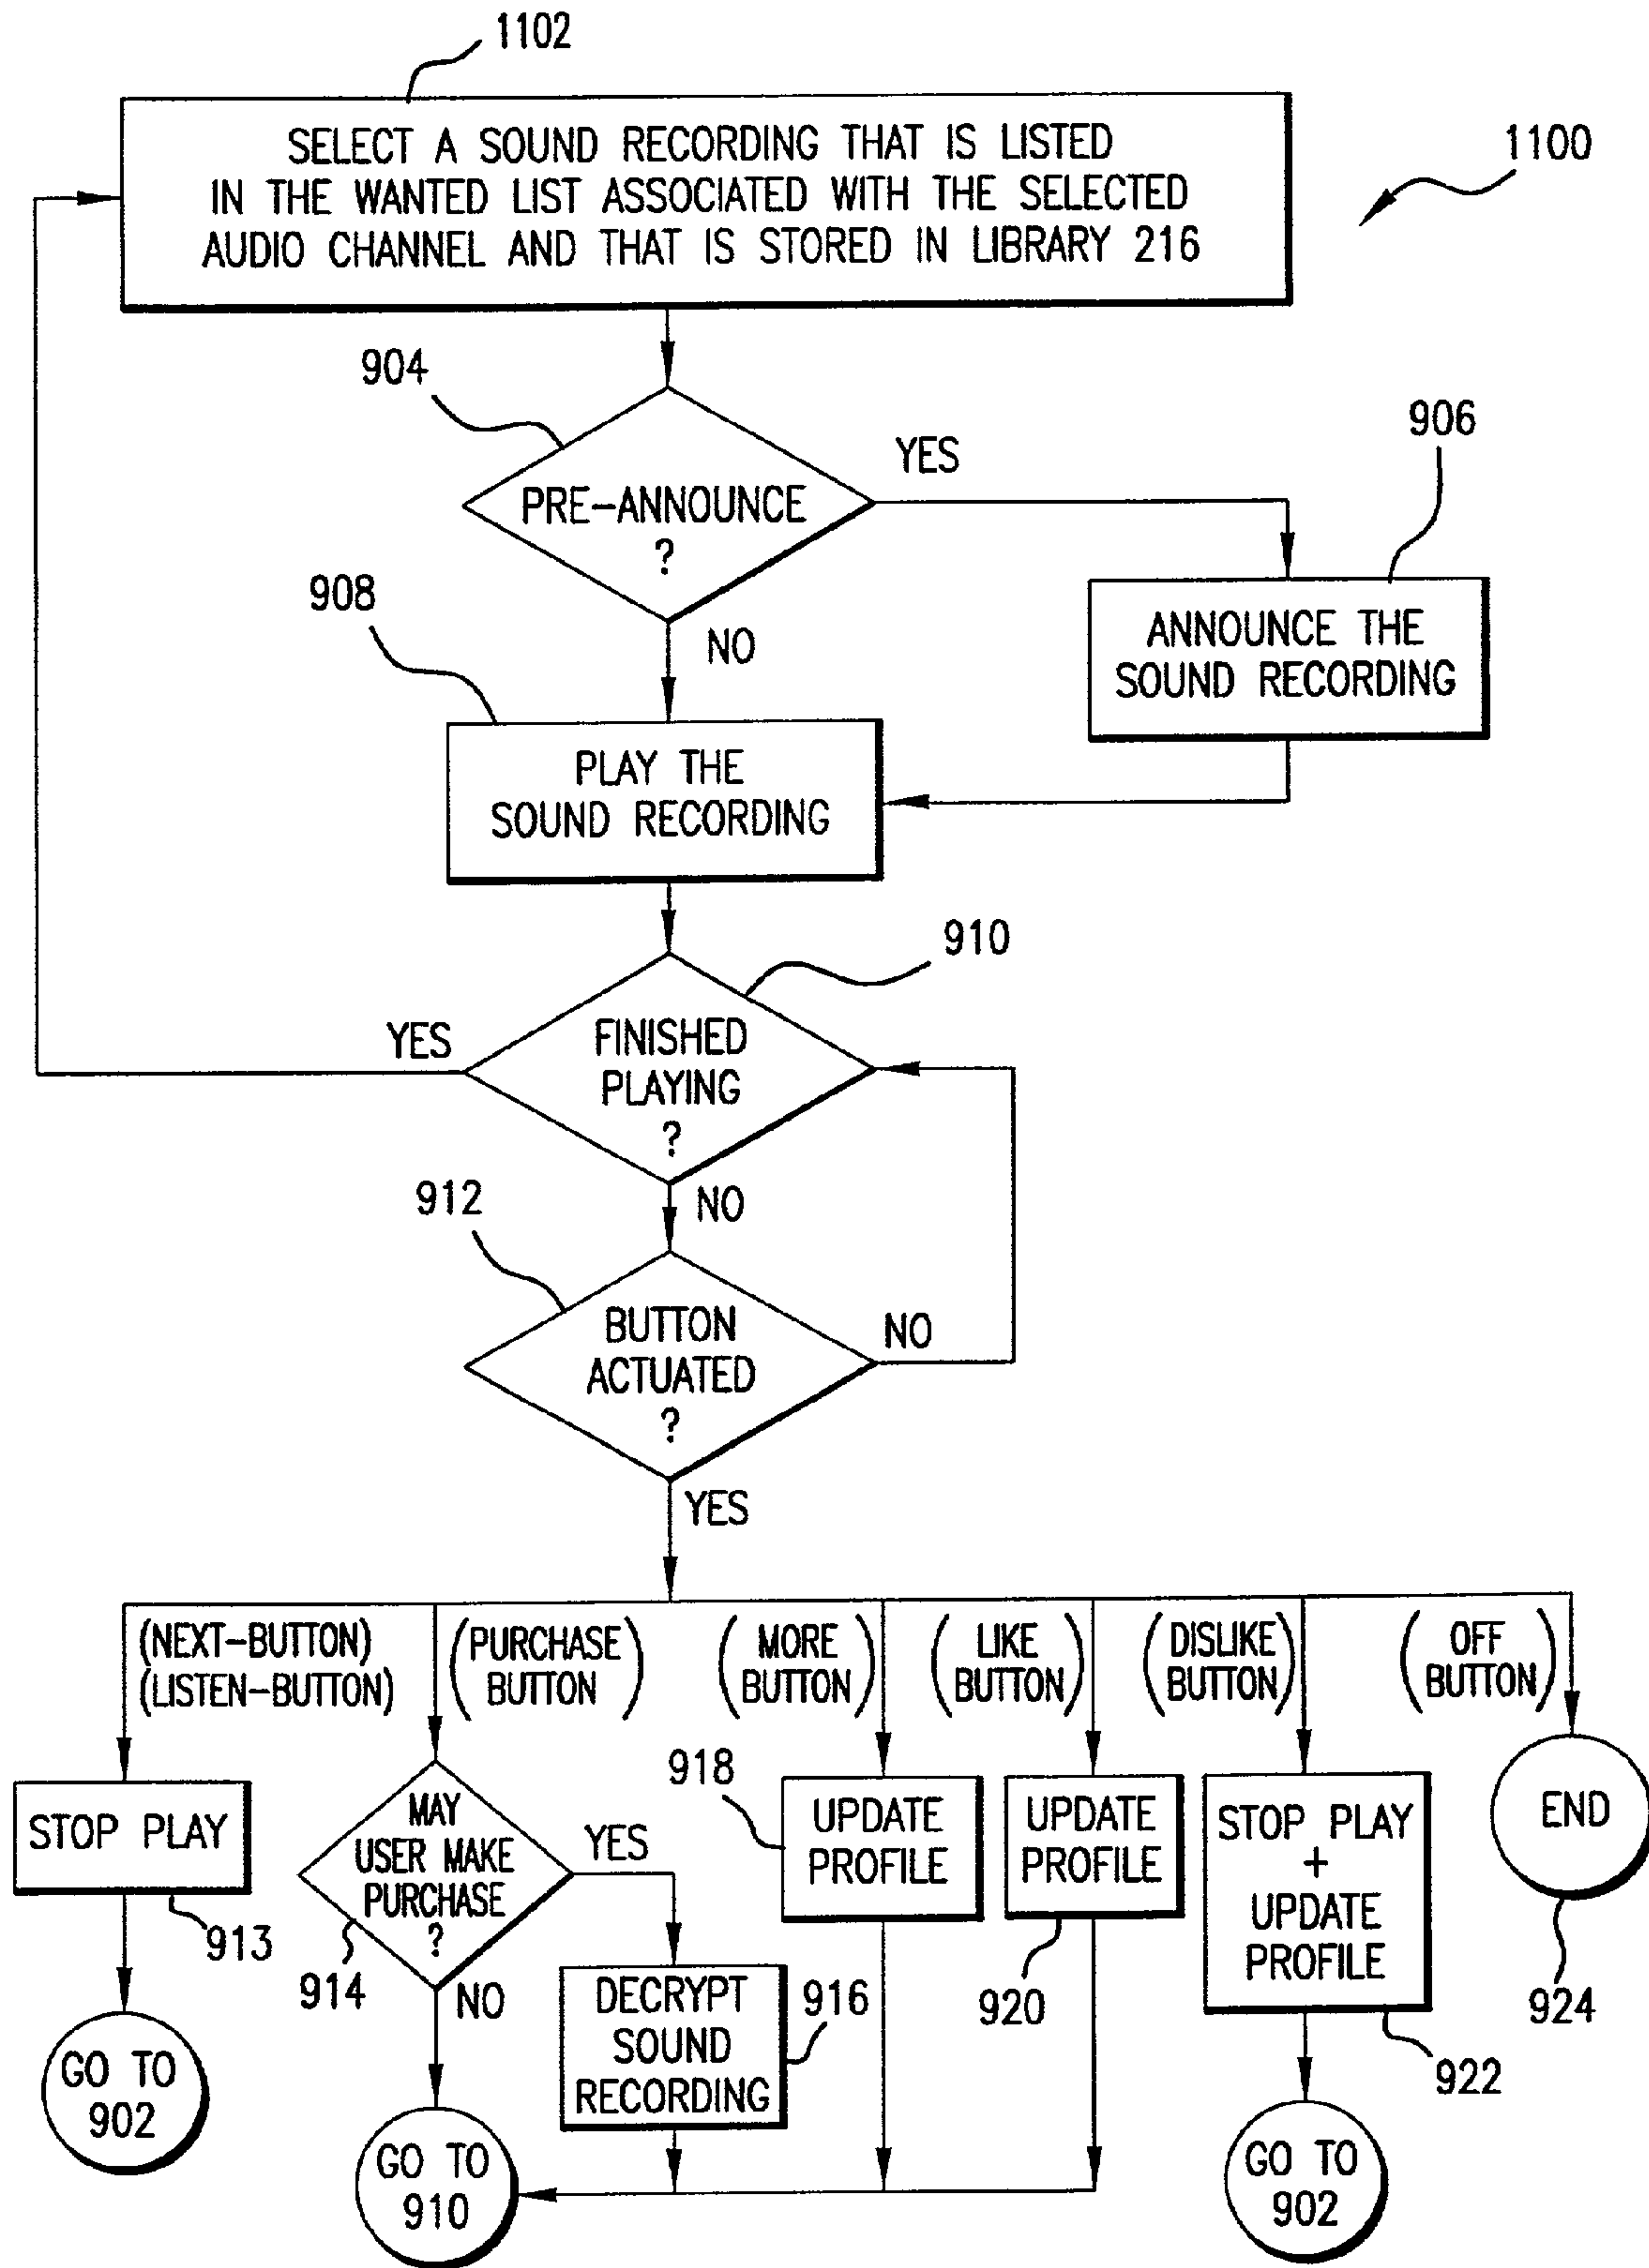 1102
SELECT A SOUND RECORDING THAT IS LISTED
IN THE WANTED LIST ASSOCIATED WITH THE SELECTED
AUDIO CHANNEL AND THAT IS STORED IN LIBRARY 216
1100
904
PRE-ANNOUNCE
?
YES
NO
906
ANNOUNCE THE
SOUND RECORDING
908
PLAY THE
SOUND RECORDING
910
FINISHED
PLAYING
?
YES
NO
912
BUTTON
ACTUATED
?
NO
YES
(NEXT-BUTTON)
(LISTEN-BUTTON)
(PURCHASE
BUTTON)
(MORE
BUTTON)
(LIKE
BUTTON)
(DISLIKE
BUTTON)
(OFF
BUTTON)
STOP PLAY
913
GO TO
902
MAY
USER MAKE
PURCHASE
?
914
YES
NO
DECRYPT
SOUND
RECORDING
916
GO TO
910
918
UPDATE
PROFILE
UPDATE
PROFILE
920
STOP PLAY
+
UPDATE
PROFILE
922
GO TO
902
END
924